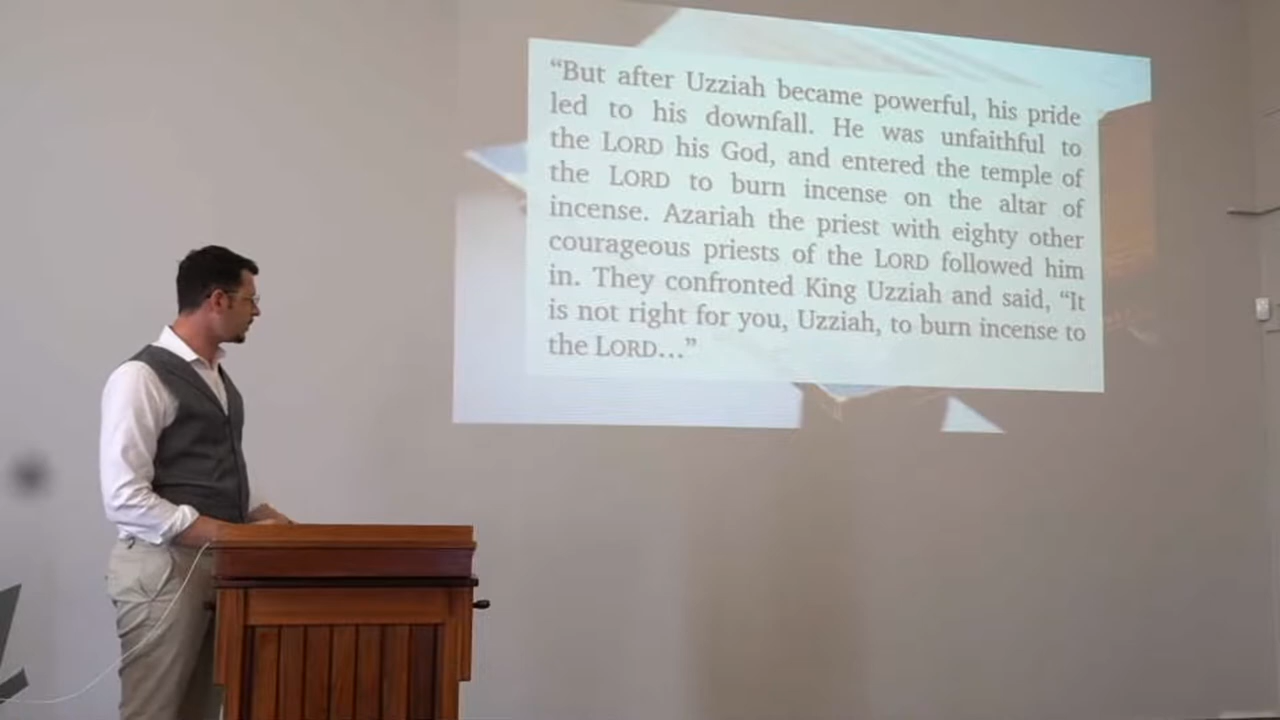 “But after Uzziah became powerful, his pride
led to his downfall. He was unfaithful to
the LORD his God, and entered the temple of
the LORD to burn incense on the altar of
incense. Azariah the priest with eighty other
courageous priests of the LORD followed him
in. They confronted King Uzziah and said, “It
is not right for you, Uzziah, to burn incense to
the LORD...”